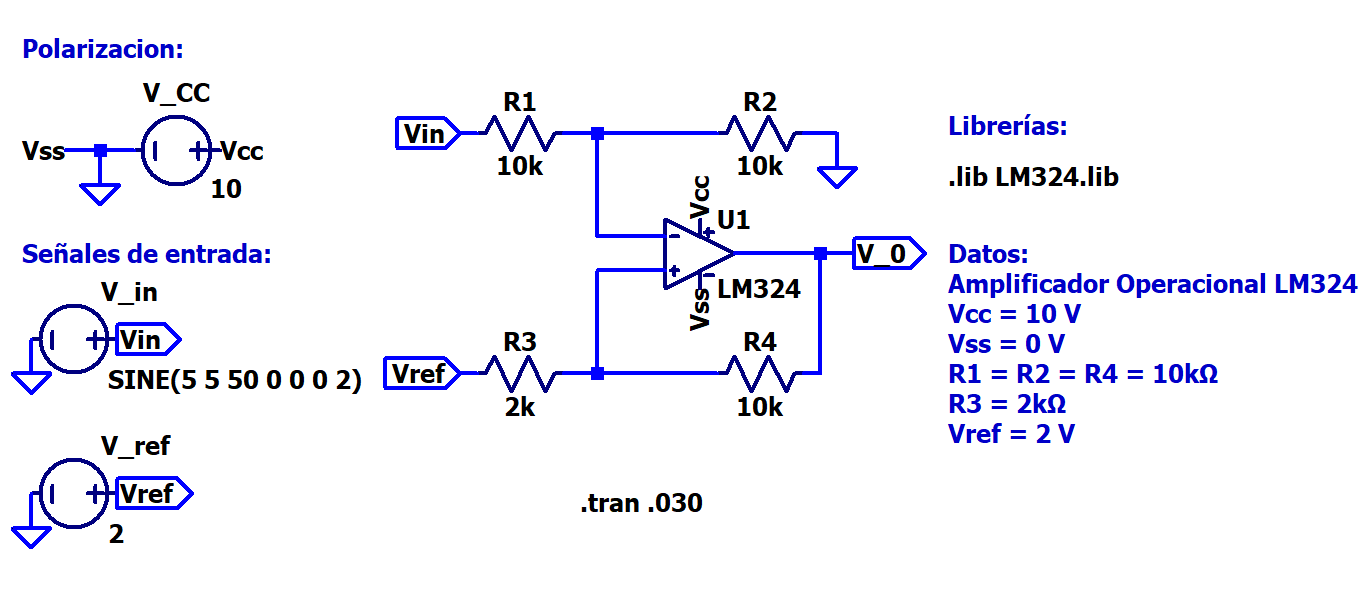 Polarizacion:
V_CC
Vss
Vcc
10
Señales de entrada:
V_in
Vin
SINE(5 5 50 0 0 0 2)
V_ref
Vref
2
R1
Vin
10k
R2
10k
Vcc
U1
LM324
Vss
V_0
R3
Vref
2k
R4
10k
.tran .030
Librerías:
.lib LM324.lib
Datos:
Amplificador Operacional LM324
Vcc = 10 V
Vss = 0 V
R1 = R2 = R4 = 10kΩ
R3 = 2kΩ
Vref = 2 V